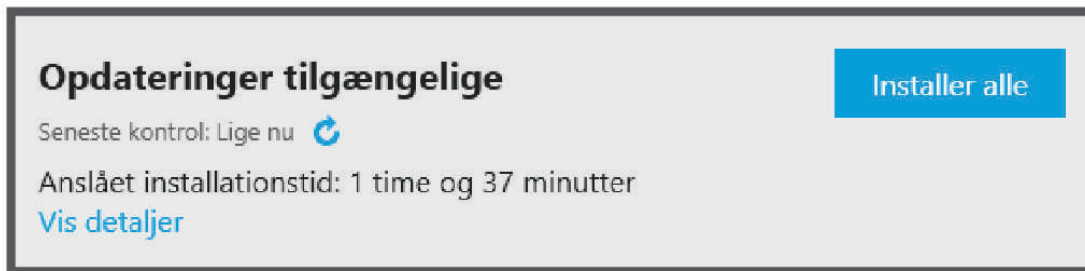 Opdateringer tilgængelige
Installer alle
Seneste kontrol: Lige nu
Anslået installationstid: 1 time og 37 minutter
Vis detaljer